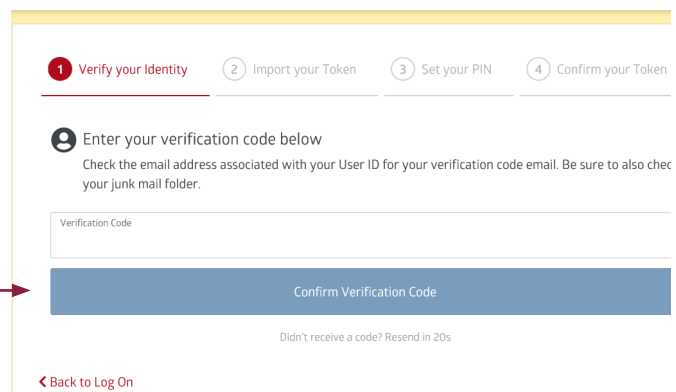 1 Verify your Identity 2 Import your Token 3 Set your PIN 4 Confirm your Token
Enter your verification code below
Check the email address associated with your User ID for your verification code email. Be sure to also chec
your junk mail folder.
Verification Code
Confirm Verification Code
Didn't receive a code? Resend in 20s
Back to Log On